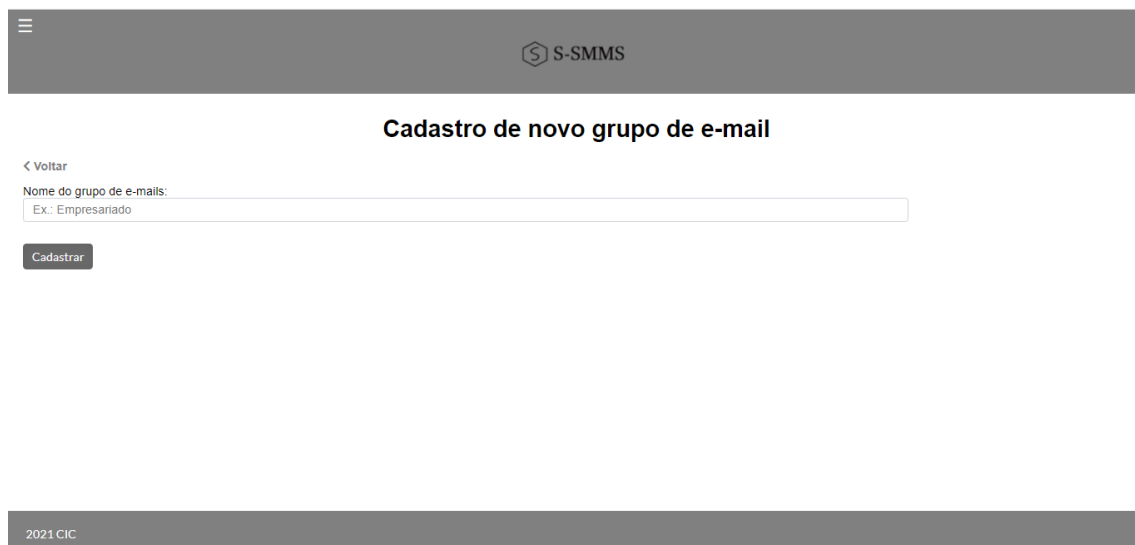 ☰
S-SMMS
Cadastro de novo grupo de e-mail
< Voltar
Nome do grupo de e-mails:
Ex.: Empresariado
Cadastrar
2021 CIC